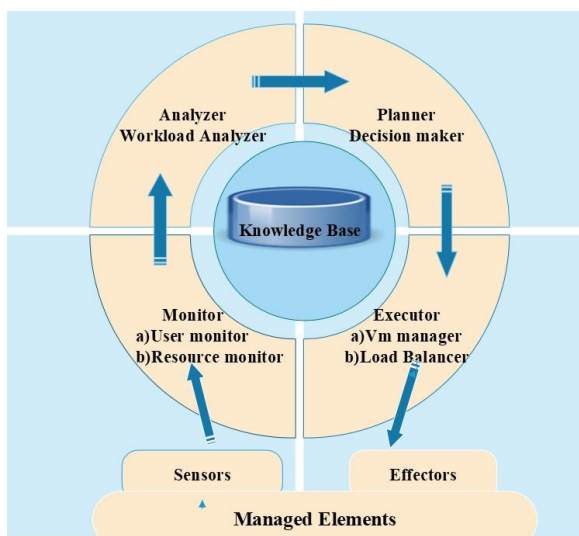 Analyzer
Workload Analyzer
Planner
Decision maker
Knowledge Base
Monitor
a)User monitor
b)Resource monitor
Executor
a)Vm manager
b)Load Balancer
Sensors
Effectors
Managed Elements